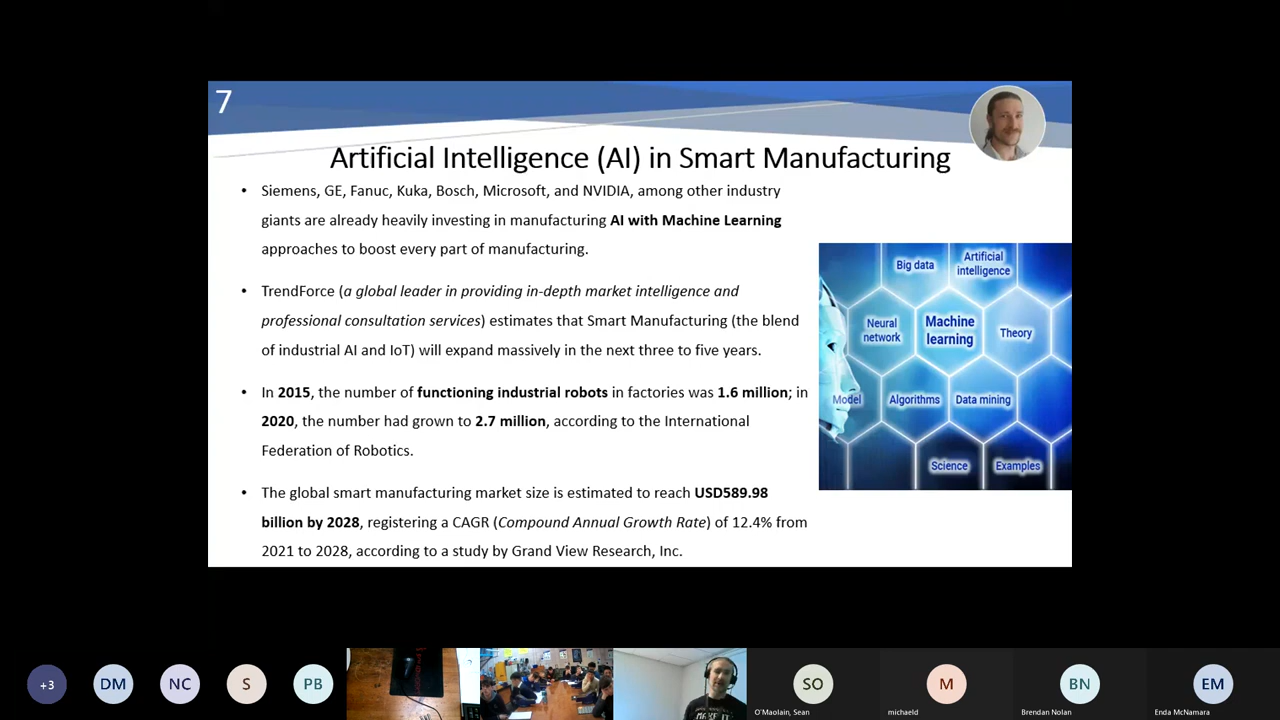 7
Artificial Intelligence (AI) in Smart Manufacturing
• Siemens, GE, Fanuc, Kuka, Bosch, Microsoft, and NVIDIA, among other industry
giants are already heavily investing in manufacturing AI with Machine Learning
approaches to boost every part of manufacturing.
• TrendForce (a global leader in providing in-depth market intelligence and
professional consultation services) estimates that Smart Manufacturing (the blend
of industrial AI and IoT) will expand massively in the next three to five years.
• In 2015, the number of functioning industrial robots in factories was 1.6 million; in
2020, the number had grown to 2.7 million, according to the International
Federation of Robotics.
• The global smart manufacturing market size is estimated to reach USD589.98
billion by 2028, registering a CAGR (Compound Annual Growth Rate) of 12.4% from
2021 to 2028, according to a study by Grand View Research, Inc.
Big data
Artificial
intelligence
Neural
network
Machine
learning
Theory
Model
Algorithms
Data mining
Science
Examples
+3
DM
NC
S
PB
MAKE IT
SO
O'Maolain, Sean
M
michaeld
BN
Brendan Nolan
EM
Enda McNamara